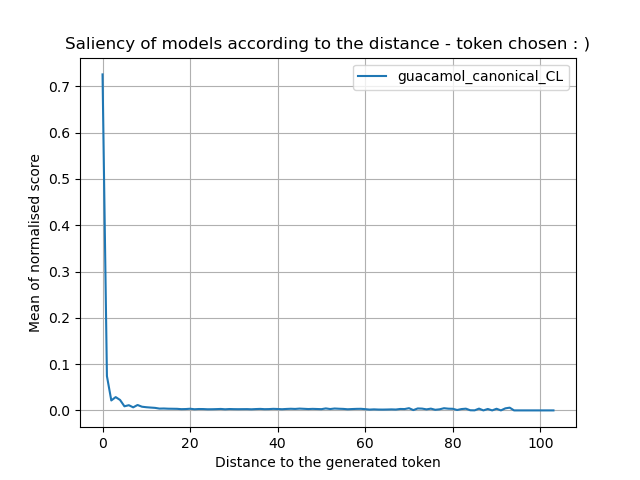 Saliency of models according to the distance - token chosen : )
guacamol_canonical_CL
Mean of normalised score
0.7
0.6
0.5
0.4
0.3
0.2
0.1
0.0
0 20 40 60 80 100
Distance to the generated token